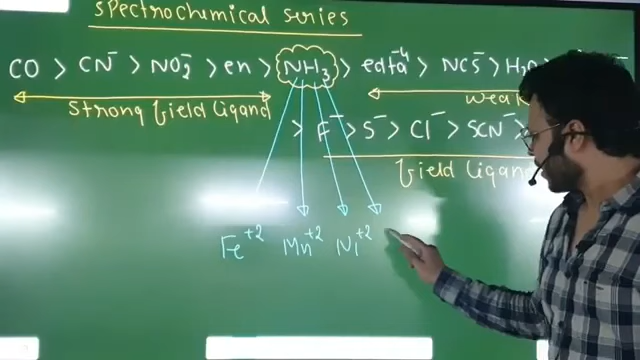 Spectrochemical series
CO > CN⁻ > NO₂⁻ > en > NH₃ > edta⁻⁴ > NCS⁻ > H₂O
Strong field Ligand
weak
> F⁻ > S⁻ > Cl⁻ > SCN⁻ >
field Ligand
Fe⁺² Mn⁺² Ni⁺²